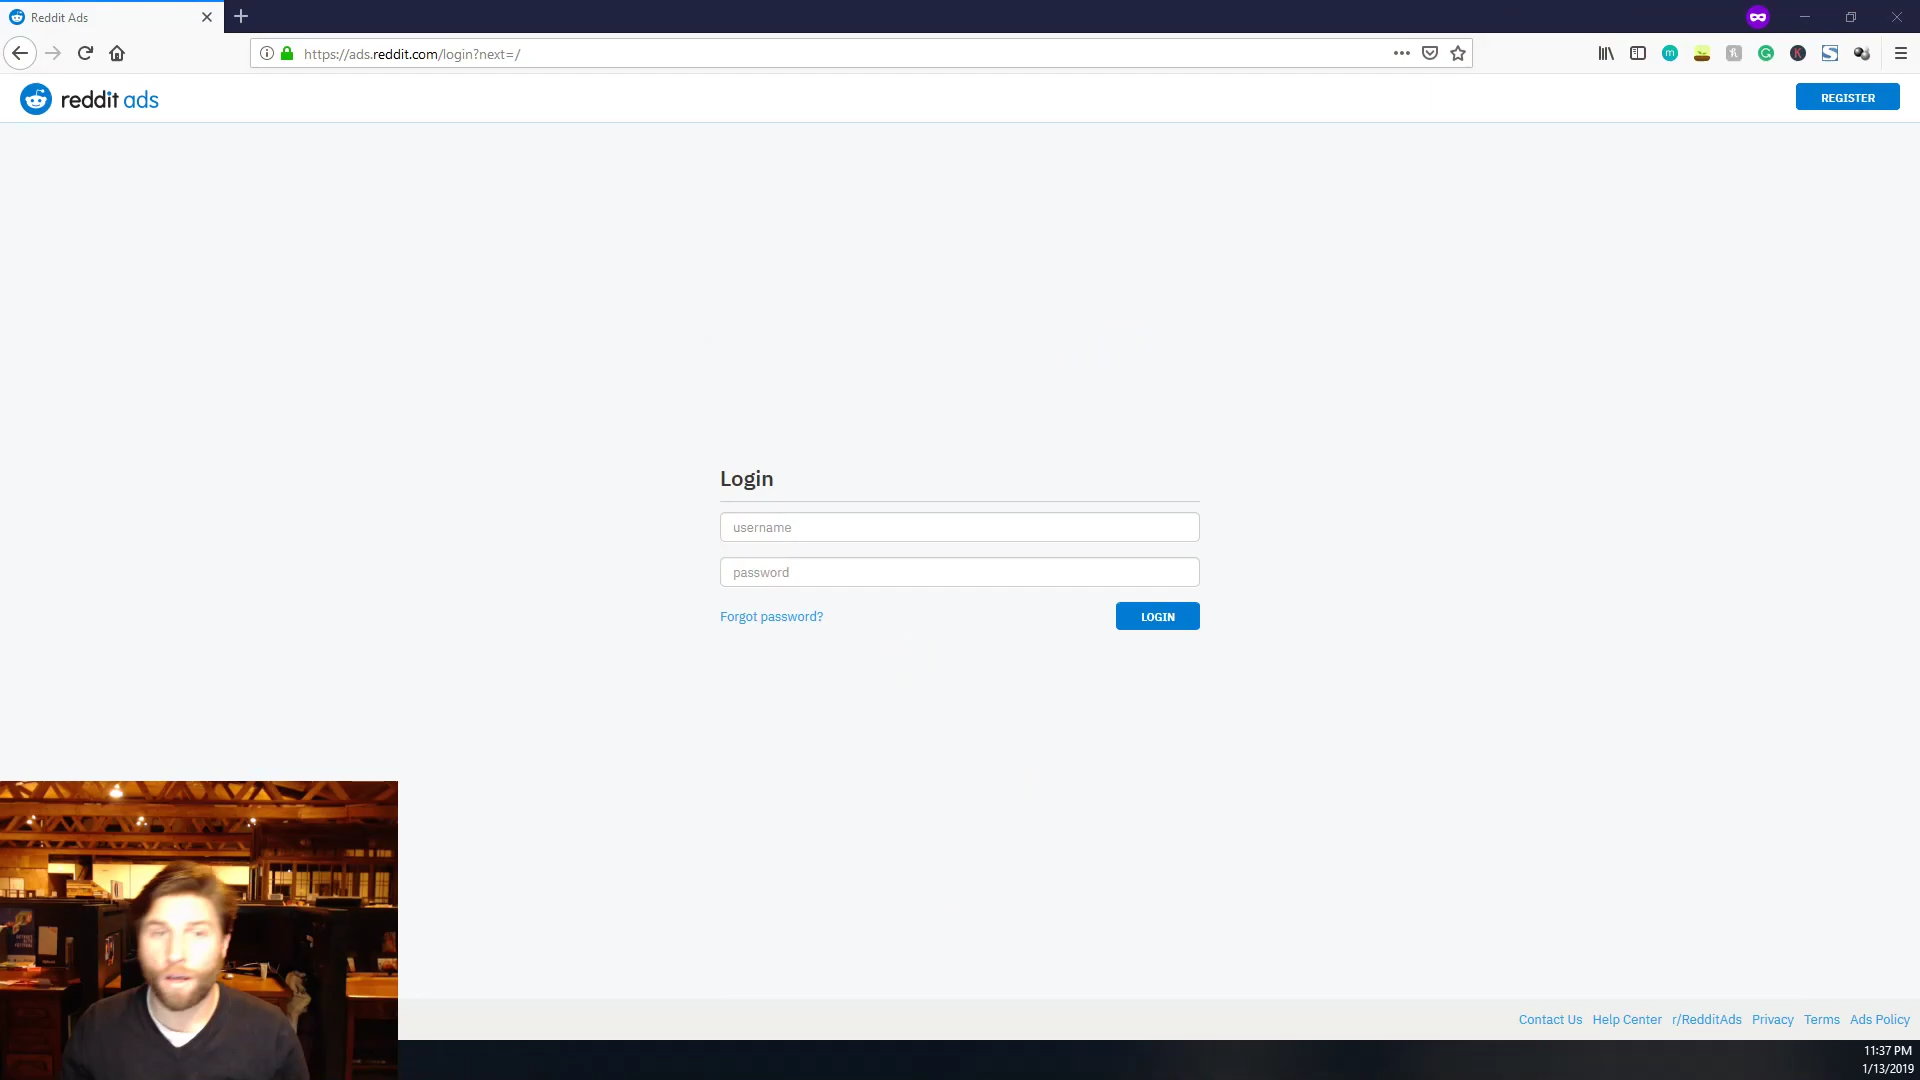 Reddit Ads
https://ads.reddit.com/login?next=/
reddit ads
REGISTER
Login
username
password
Forgot password?
LOGIN
Contact Us Help Center r/RedditAds Privacy Terms Ads Policy
11:37 PM
1/13/2019